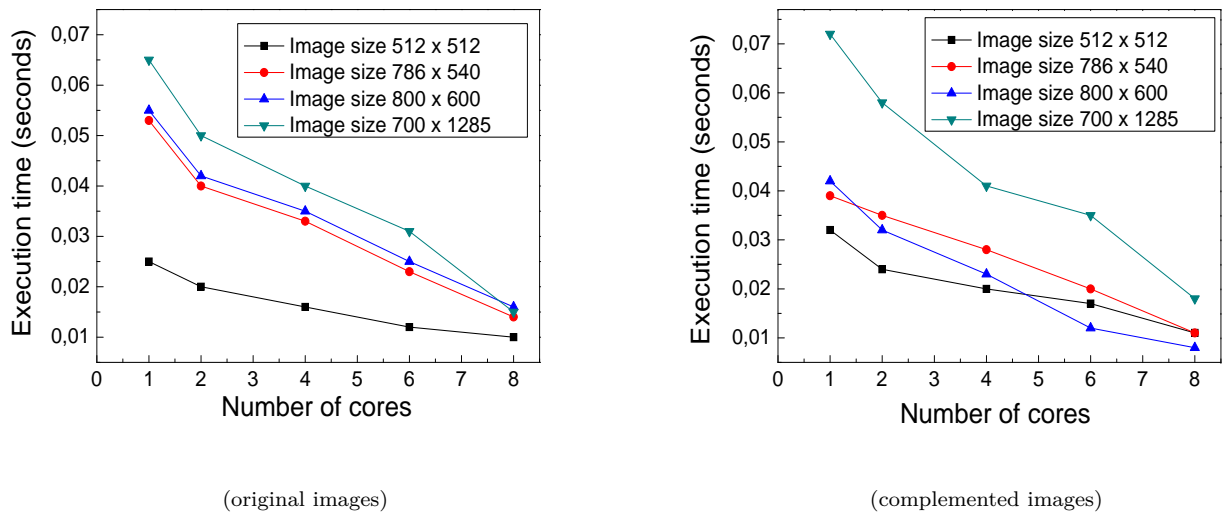 Execution time (seconds)
0,07
0,06
0,05
0,04
0,03
0,02
0,01
Image size 512 x 512
Image size 786 x 540
Image size 800 x 600
Image size 700 x 1285
0 1 2 3 4 5 6 7 8
Number of cores
(original images)
Execution time (seconds)
0,07
0,06
0,05
0,04
0,03
0,02
0,01
Image size 512 x 512
Image size 786 x 540
Image size 800 x 600
Image size 700 x 1285
0 1 2 3 4 5 6 7 8
Number of cores
(complemented images)